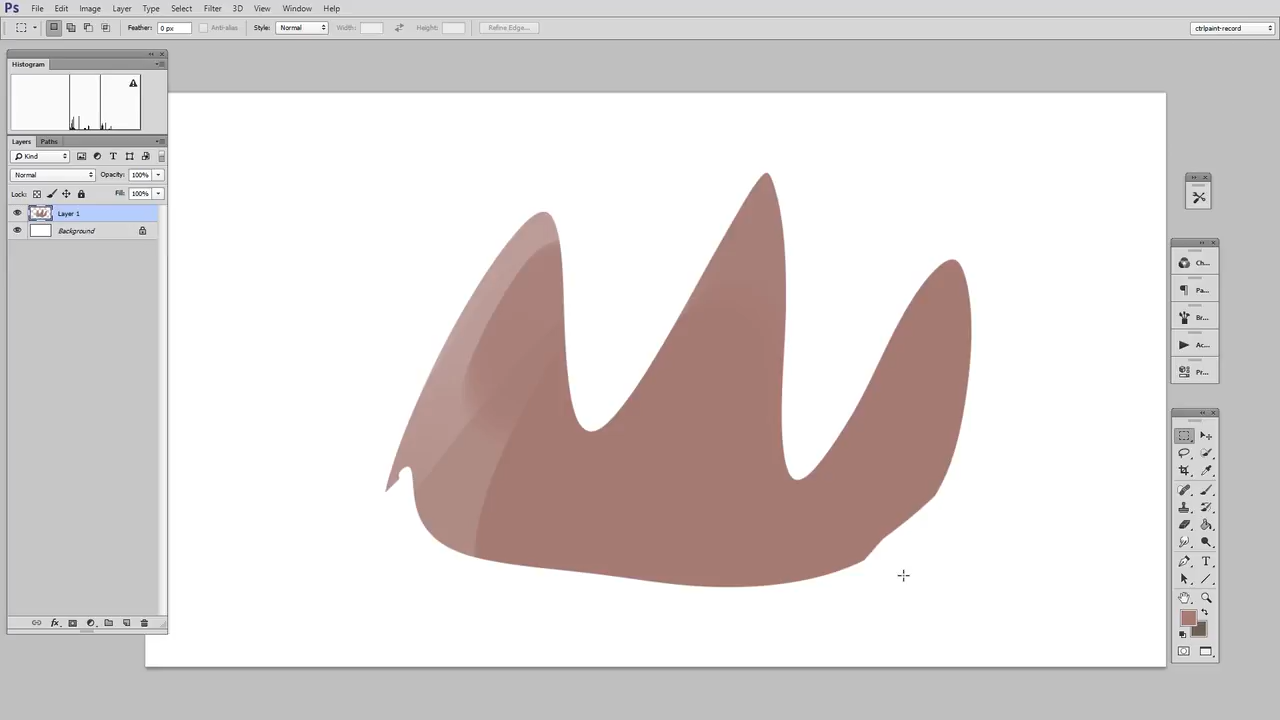 Ps File Edit Image Layer Type Select Filter 3D View Window Help
Feather: 0 px Anti-alias Style: Normal Width: Height: Refine Edge... ctrlpaint-record
Histogram
Layers Paths
Kind
Normal Opacity: 100%
Lock: Fill: 100%
Layer 1
Background
fx
Ch...
Pa...
Br...
Ac...
Pr...
T